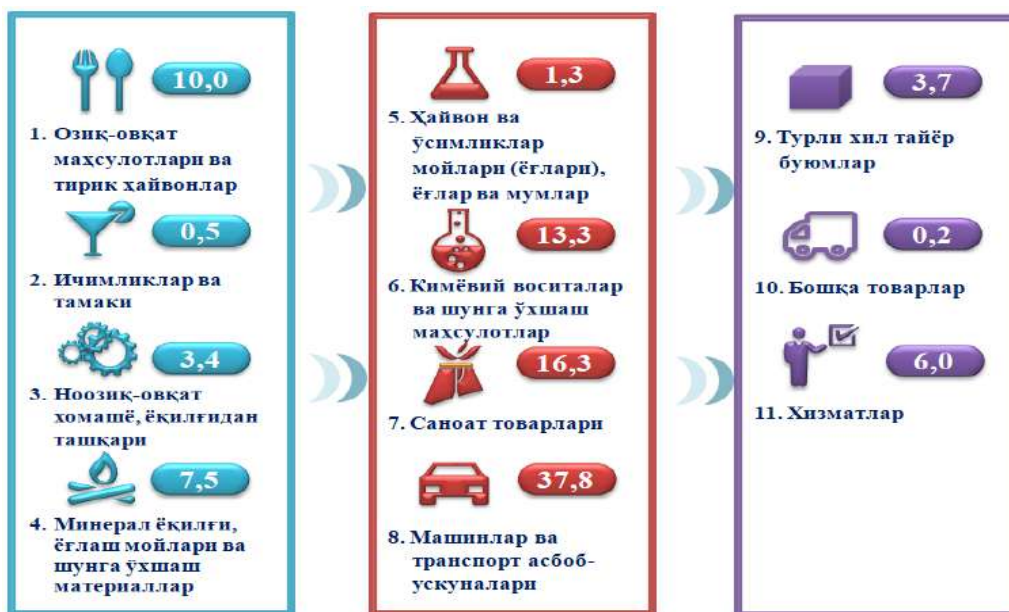 10,0
1. Озиқ-овқат
маҳсулотлари ва
тирик ҳайвонлар
0,5
2. Ичимликлар ва
тамаки
3,4
3. Ноозиқ-овқат
хомашё, ёқилғидан
ташқари
7,5
4. Минерал ёқилғи,
ёғлаш мойлари ва
шунга ўхшаш
материаллар
1,3
5. Ҳайвон ва
ўсимликлар
мойлари (ёғлари),
ёғлар ва мумлар
13,3
6. Кимёвий воситалар
ва шунга ўхшаш
маҳсулотлар
16,3
7. Саноат товарлари
37,8
8. Машинлар ва
транспорт асбоб-
ускуналари
3,7
9. Турли хил тайёр
буюмлар
0,2
10. Бошқа товарлар
6,0
11. Хизматлар